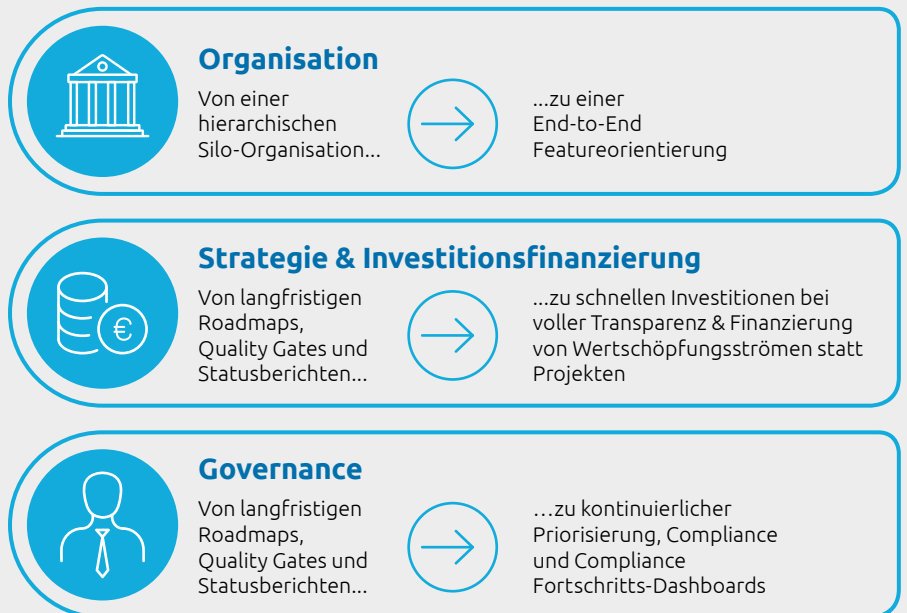 Organisation
Von einer
hierarchischen
Silo-Organisation...
...zu einer
End-to-End
Featureorientierung
Strategie & Investitionsfinanzierung
Von langfristigen
Roadmaps,
Quality Gates und
Statusberichten...
...zu schnellen Investitionen bei
voller Transparenz & Finanzierung
von Wertschöpfungsströmen statt
Projekten
€
Governance
Von langfristigen
Roadmaps,
Quality Gates und
Statusberichten...
…zu kontinuierlicher
Priorisierung, Compliance
und Compliance
Fortschritts-Dashboards